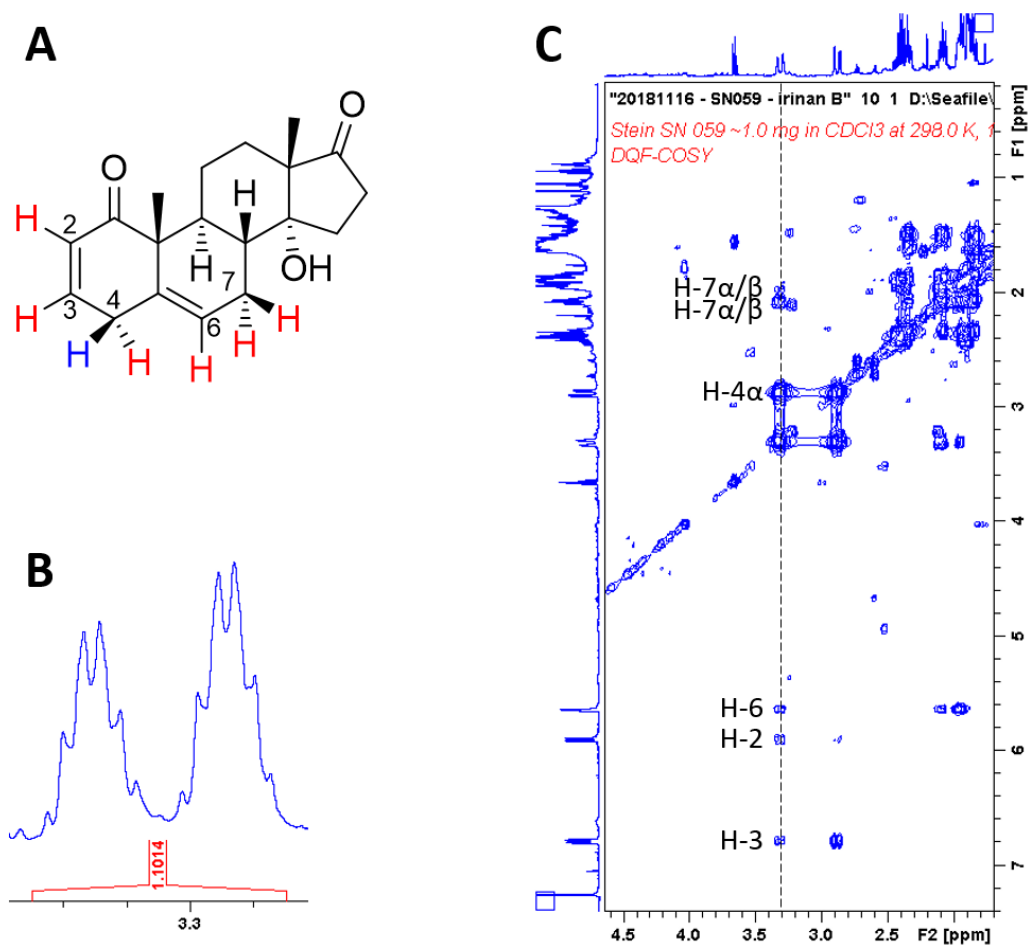 A
O
O
H
2
H
H
7
OH
H
3
4
6
H
H
H
H
H
B
1.1014
3.3
C
"20181116 - SN059 - irinan B" 10 1 D:\Seafile\
Stein SN 059 ~1.0 mg in CDCl3 at 298.0 K, 1
DQF-COSY
F1 [ppm]
1
H-7α/β
2
H-7α/β
H-4α
3
4
5
H-6
H-2
6
H-3
7
4.5
4.0
3.5
3.0
2.5
F2 [ppm]